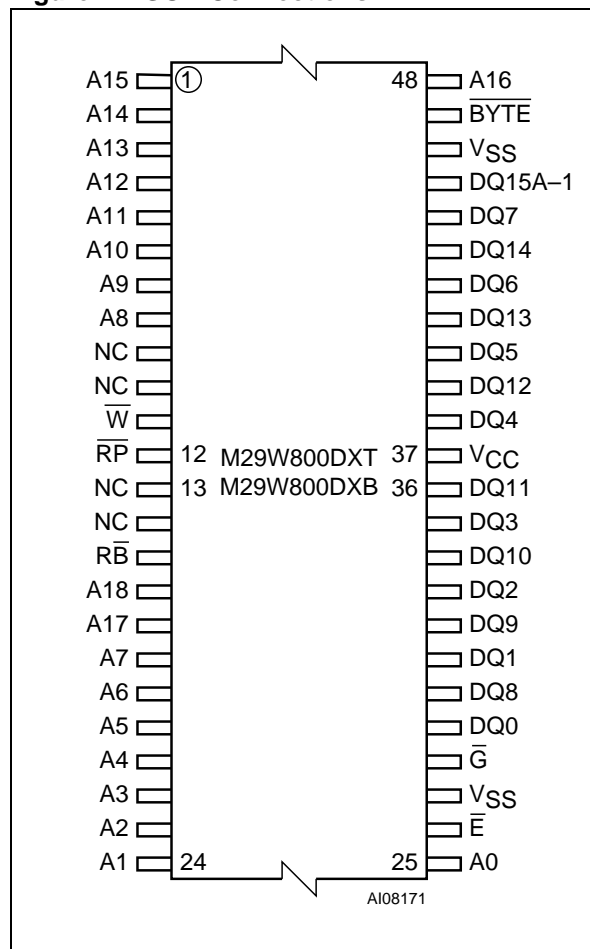 A15 1 48 A16
A14 B̅Y̅T̅E̅
A13 VSS
A12 DQ15A–1
A11 DQ7
A10 DQ14
A9 DQ6
A8 DQ13
NC DQ5
NC DQ12
W̅ DQ4
R̅P̅ 12 M29W800DXT 37 VCC
NC 13 M29W800DXB 36 DQ11
NC DQ3
RB̅ DQ10
A18 DQ2
A17 DQ9
A7 DQ1
A6 DQ8
A5 DQ0
A4 G̅
A3 VSS
A2 E̅
A1 24 25 A0
AI08171